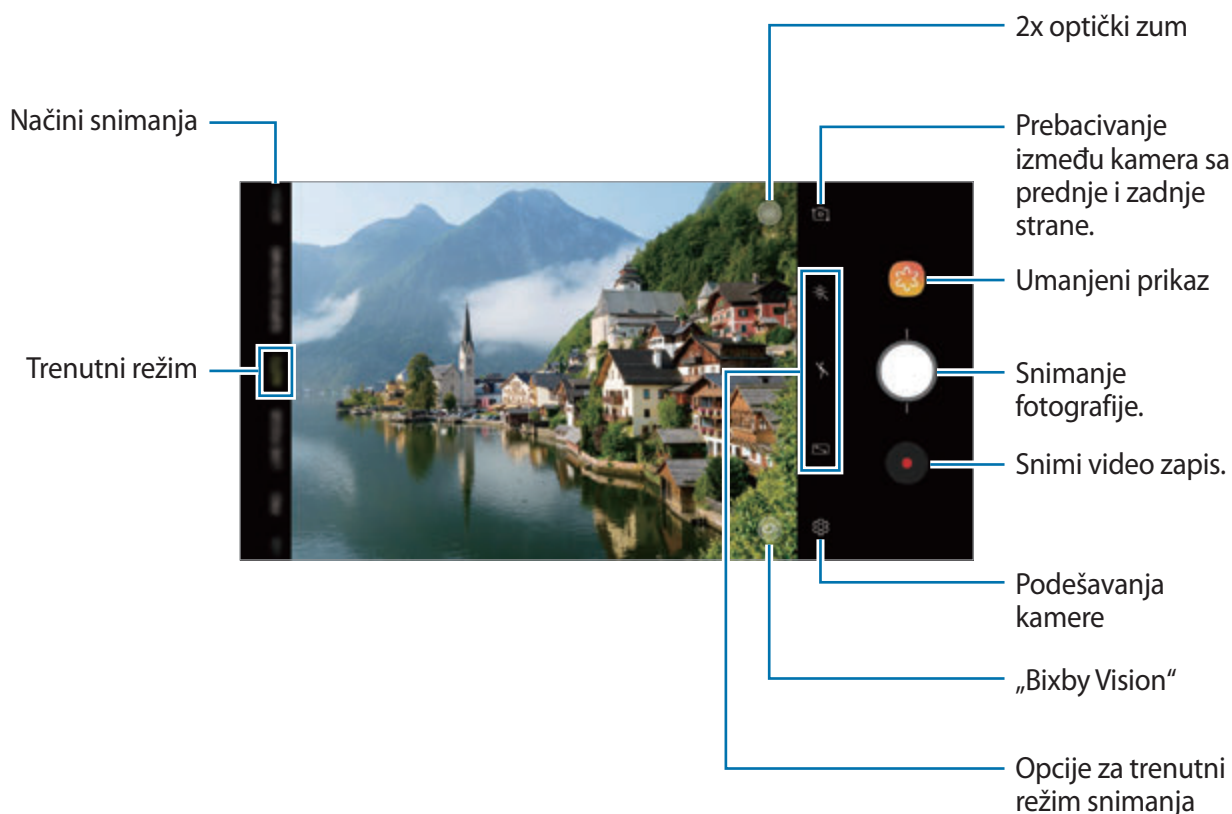 2x optički zum
Načini snimanja
Prebacivanje
između kamera sa
prednje i zadnje
strane.
Umanjeni prikaz
Trenutni režim
Snimanje
fotografije.
Snimi video zapis.
Podešavanja
kamere
„Bixby Vision“
Opcije za trenutni
režim snimanja